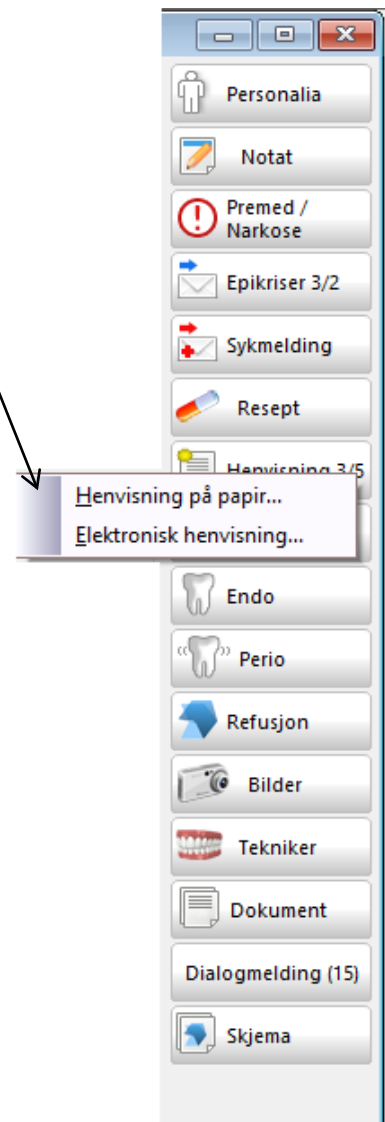 Personalia
Notat
Premed /
Narkose
Epikriser 3/2
Sykmelding
Resept
Henvisning 3/5
Henvisning på papir...
Elektronisk henvisning...
Endo
Perio
Refusjon
Bilder
Tekniker
Dokument
Dialogmelding (15)
Skjema